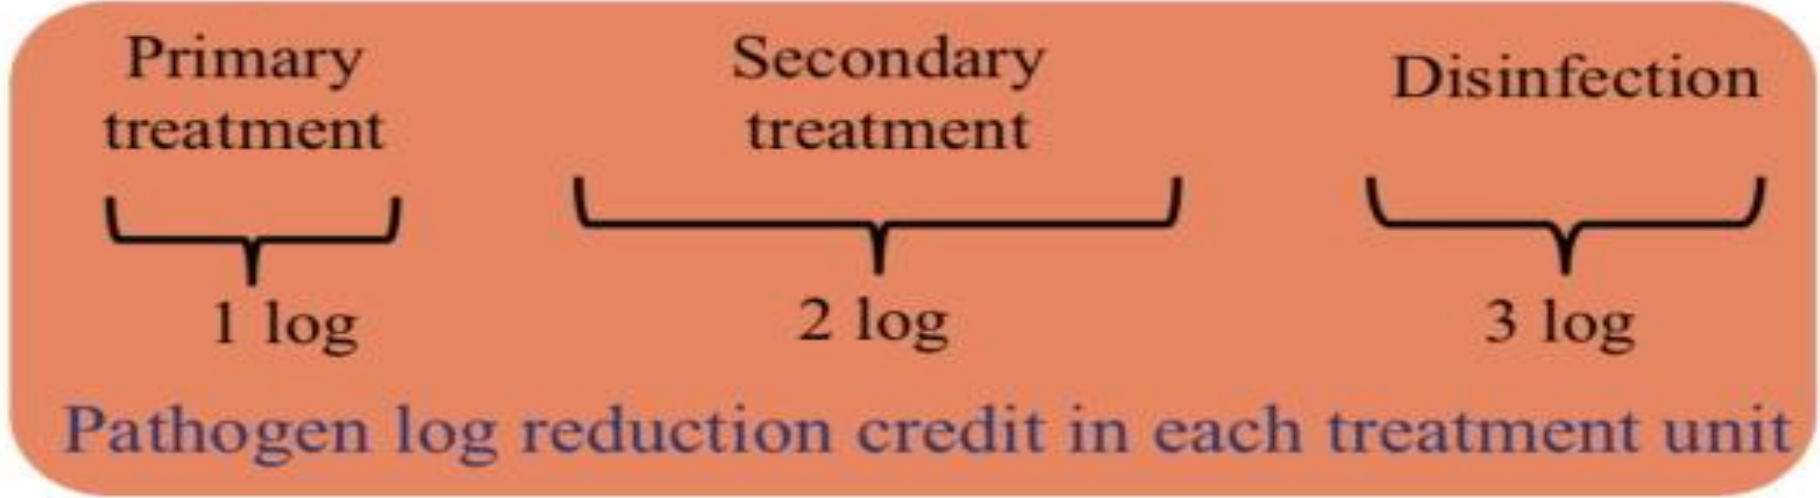 Primary
treatment
Secondary
treatment
Disinfection
1 log
2 log
3 log
Pathogen log reduction credit in each treatment unit